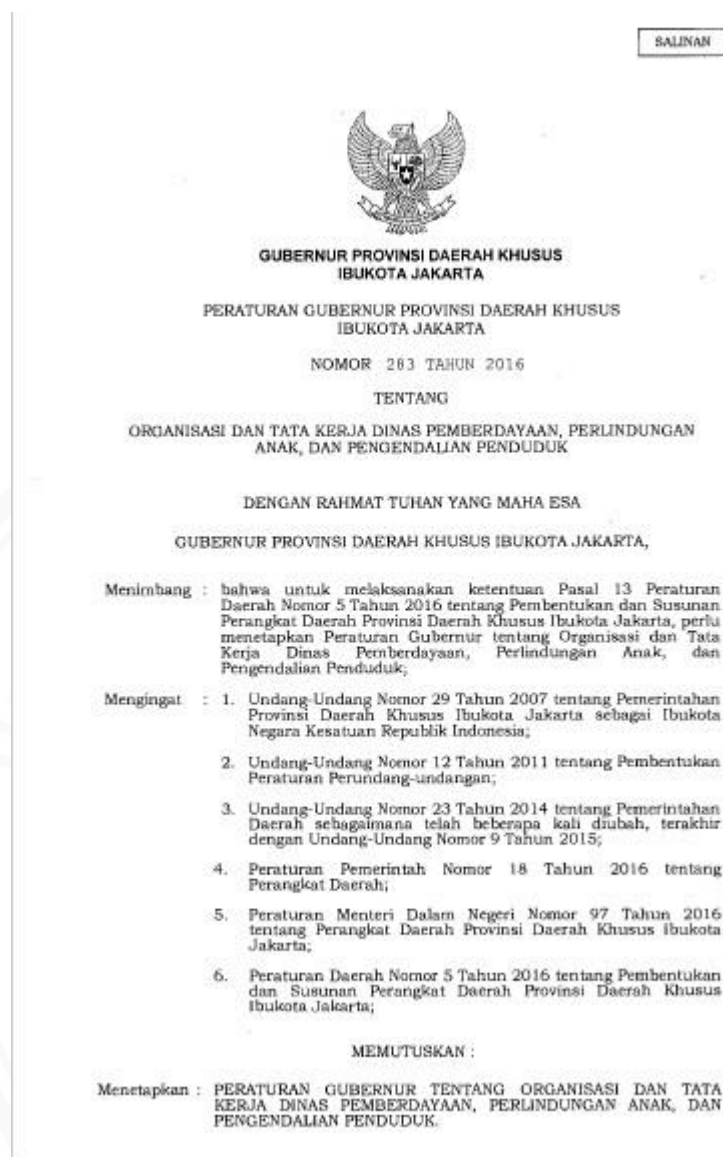 SALINAN
GUBERNUR PROVINSI DAERAH KHUSUS
IBUKOTA JAKARTA
PERATURAN GUBERNUR PROVINSI DAERAH KHUSUS
IBUKOTA JAKARTA
NOMOR 283 TAHUN 2016
TENTANG
ORGANISASI DAN TATA KERJA DINAS PEMBERDAYAAN, PERLINDUNGAN
ANAK, DAN PENGENDALIAN PENDUDUK
DENGAN RAHMAT TUHAN YANG MAHA ESA
GUBERNUR PROVINSI DAERAH KHUSUS IBUKOTA JAKARTA,
Menimbang : bahwa untuk melaksanakan ketentuan Pasal 13 Peraturan
Daerah Nomor 5 Tahun 2016 tentang Pembentukan dan Susunan
Perangkat Daerah Provinsi Daerah Khusus Ibukota Jakarta, perlu
menetapkan Peraturan Gubernur tentang Organisasi dan Tata
Kerja Dinas Pemberdayaan, Perlindungan Anak, dan
Pengendalian Penduduk;
Mengingat : 1. Undang-Undang Nomor 29 Tahun 2007 tentang Pemerintahan
Provinsi Daerah Khusus Ibukota Jakarta sebagai Ibukota
Negara Kesatuan Republik Indonesia;
2. Undang-Undang Nomor 12 Tahun 2011 tentang Pembentukan
Peraturan Perundang-undangan;
3. Undang-Undang Nomor 23 Tahun 2014 tentang Pemerintahan
Daerah sebagaimana telah beberapa kali diubah, terakhir
dengan Undang-Undang Nomor 9 Tahun 2015;
4. Peraturan Pemerintah Nomor 18 Tahun 2016 tentang
Perangkat Daerah;
5. Peraturan Menteri Dalam Negeri Nomor 97 Tahun 2016
tentang Perangkat Daerah Provinsi Daerah Khusus Ibukota
Jakarta;
6. Peraturan Daerah Nomor 5 Tahun 2016 tentang Pembentukan
dan Susunan Perangkat Daerah Provinsi Daerah Khusus
Ibukota Jakarta;
MEMUTUSKAN :
Menetapkan : PERATURAN GUBERNUR TENTANG ORGANISASI DAN TATA
KERJA DINAS PEMBERDAYAAN, PERLINDUNGAN ANAK, DAN
PENGENDALIAN PENDUDUK.